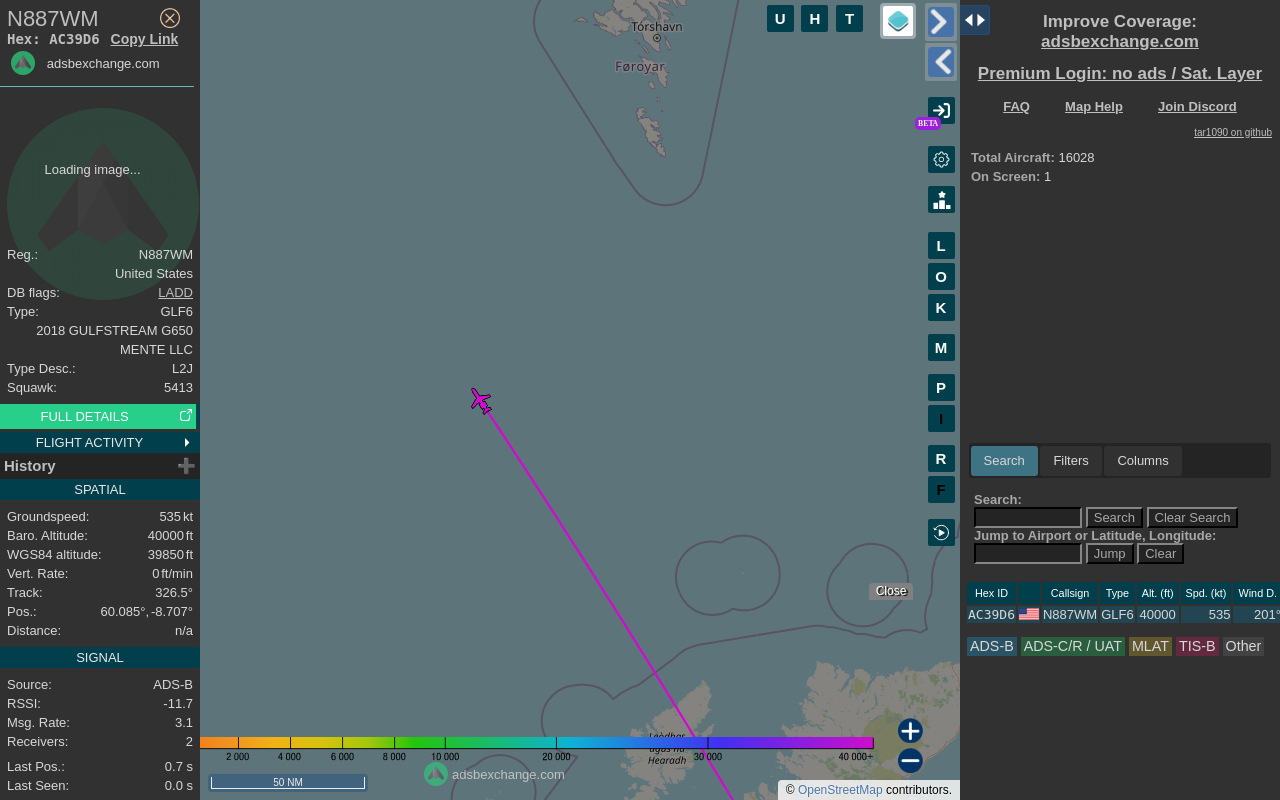 N887WM
Hex: AC39D6 Copy Link
adsbexchange.com
Loading image...
Reg.: N887WM
United States
DB flags: LADD
Type: GLF6
2018 GULFSTREAM G650
MENTE LLC
Type Desc.: L2J
Squawk: 5413
FULL DETAILS
FLIGHT ACTIVITY
History
SPATIAL
Groundspeed: 535 kt
Baro. Altitude: 40000 ft
WGS84 altitude: 39850 ft
Vert. Rate: 0 ft/min
Track: 326.5°
Pos.: 60.085°, -8.707°
Distance: n/a
SIGNAL
Source: ADS-B
RSSI: -11.7
Msg. Rate: 3.1
Receivers: 2
Last Pos.: 0.7 s
Last Seen: 0.0 s
Tórshavn
Føroyar
U H T
BETA
L
O
K
M
P
I
R
F
Close
Hearadh
2 000 4 000 6 000 8 000 10 000 20 000 30 000 40 000+
adsbexchange.com
50 NM
© OpenStreetMap contributors.
Improve Coverage:
adsbexchange.com
Premium Login: no ads / Sat. Layer
FAQ Map Help Join Discord
tar1090 on github
Total Aircraft: 16028
On Screen: 1
Search Filters Columns
Search:
Search Clear Search
Jump to Airport or Latitude, Longitude:
Jump Clear
Hex ID Callsign Type Alt. (ft) Spd. (kt) Wind D.
AC39D6 N887WM GLF6 40000 535 201°
ADS-B ADS-C/R / UAT MLAT TIS-B Other